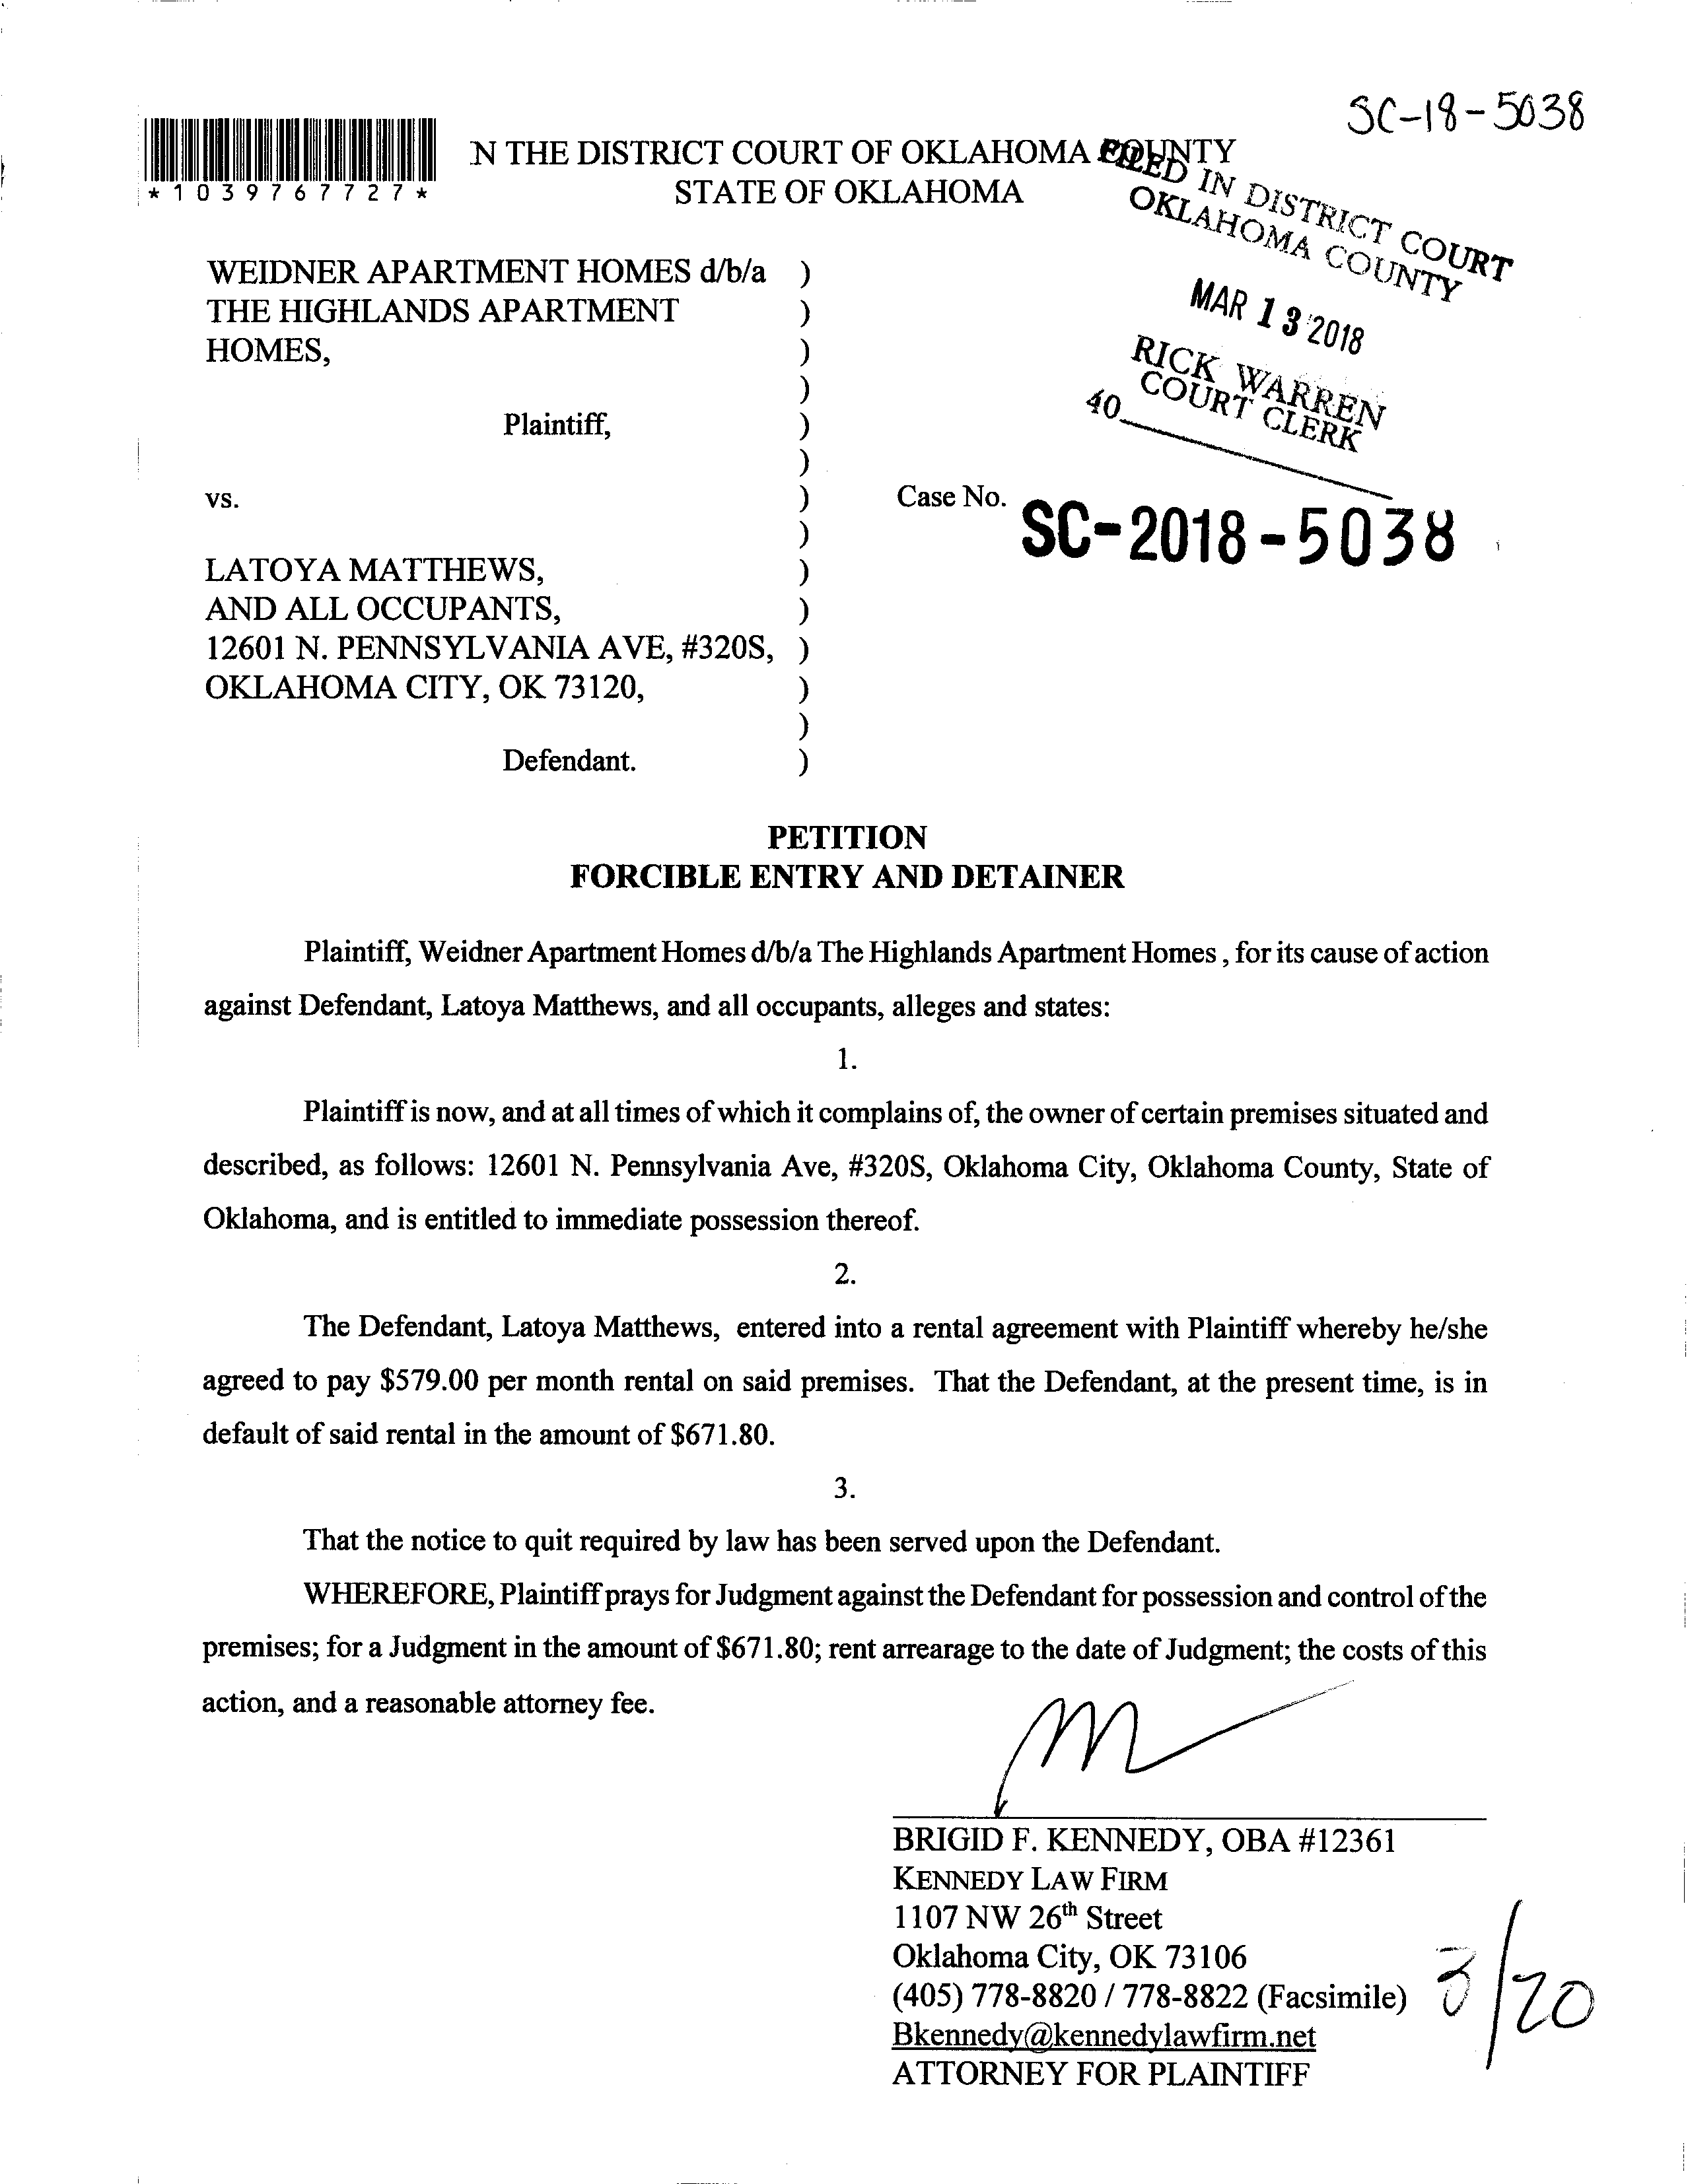 SC-18-5038
*1039767727*
N THE DISTRICT COURT OF OKLAHOMA COUNTY
STATE OF OKLAHOMA
FILED IN DISTRICT COURT
OKLAHOMA COUNTY
MAR 13 2018
RICK WARREN
COURT CLERK
40
WEIDNER APARTMENT HOMES d/b/a )
THE HIGHLANDS APARTMENT )
HOMES, )
)
Plaintiff, )
)
vs. ) Case No. SC-2018-5038
)
LATOYA MATTHEWS, )
AND ALL OCCUPANTS, )
12601 N. PENNSYLVANIA AVE, #320S, )
OKLAHOMA CITY, OK 73120, )
)
Defendant. )
PETITION
FORCIBLE ENTRY AND DETAINER
Plaintiff, Weidner Apartment Homes d/b/a The Highlands Apartment Homes , for its cause of action
against Defendant, Latoya Matthews, and all occupants, alleges and states:
1.
Plaintiff is now, and at all times of which it complains of, the owner of certain premises situated and
described, as follows: 12601 N. Pennsylvania Ave, #320S, Oklahoma City, Oklahoma County, State of
Oklahoma, and is entitled to immediate possession thereof.
2.
The Defendant, Latoya Matthews, entered into a rental agreement with Plaintiff whereby he/she
agreed to pay $579.00 per month rental on said premises. That the Defendant, at the present time, is in
default of said rental in the amount of $671.80.
3.
That the notice to quit required by law has been served upon the Defendant.
WHEREFORE, Plaintiff prays for Judgment against the Defendant for possession and control of the
premises; for a Judgment in the amount of $671.80; rent arrearage to the date of Judgment; the costs of this
action, and a reasonable attorney fee.
BRIGID F. KENNEDY, OBA #12361
KENNEDY LAW FIRM
1107 NW 26th Street
Oklahoma City, OK 73106
(405) 778-8820 / 778-8822 (Facsimile)
Bkennedy@kennedylawfirm.net
ATTORNEY FOR PLAINTIFF
3/20